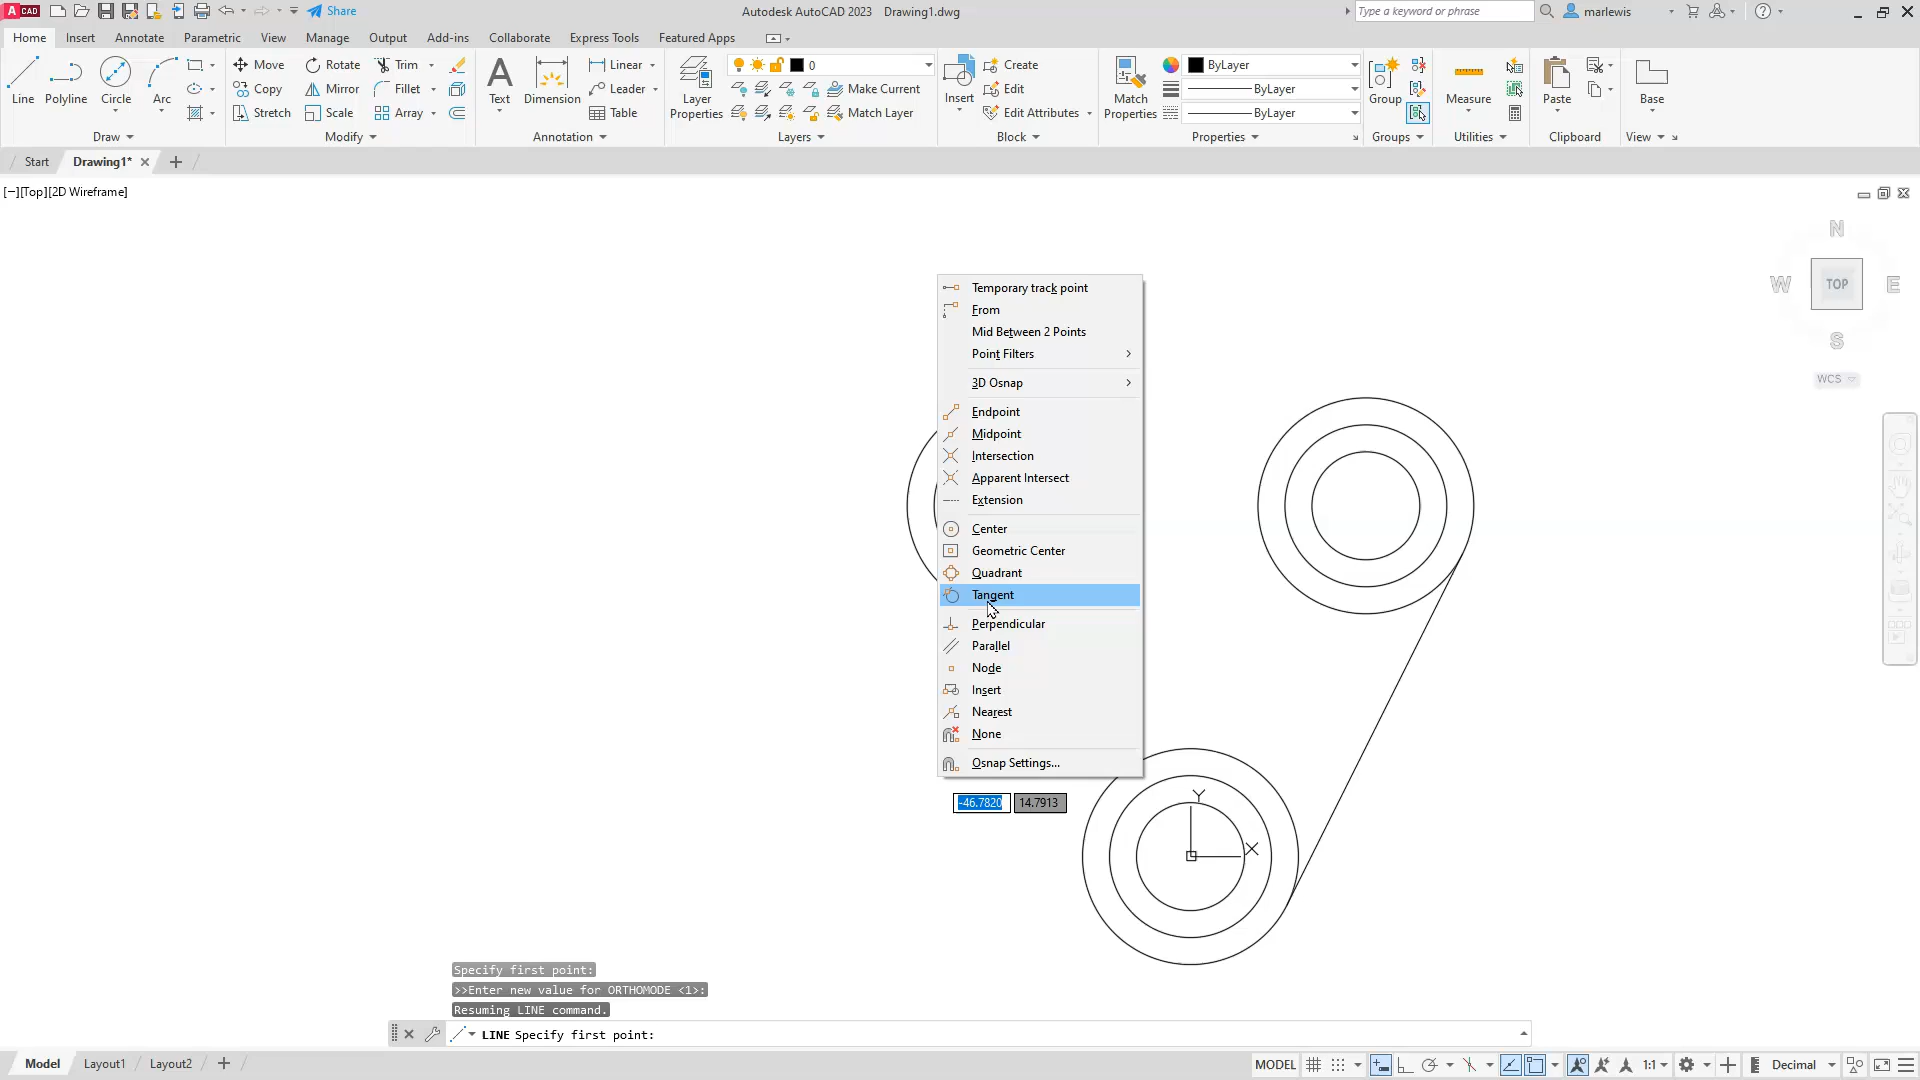 A CAD
Share
Autodesk AutoCAD 2023 Drawing1.dwg
Type a keyword or phrase
marlewis
Home Insert Annotate Parametric View Manage Output Add-ins Collaborate Express Tools Featured Apps
Line
Polyline
Circle
Arc
Draw
Move
Rotate
Trim
Copy
Mirror
Fillet
Stretch
Scale
Array
Modify
Text
Dimension
Linear
Leader
Table
Annotation
Layer
Properties
0
Make Current
Match Layer
Layers
Insert
Create
Edit
Edit Attributes
Block
Match
Properties
ByLayer
ByLayer
ByLayer
Properties
Group
Groups
Measure
Utilities
Paste
Clipboard
Base
View
Start
Drawing1*
[−][Top][2D Wireframe]
N
W
TOP
E
S
WCS
Temporary track point
From
Mid Between 2 Points
Point Filters
3D Osnap
Endpoint
Midpoint
Intersection
Apparent Intersect
Extension
Center
Geometric Center
Quadrant
Tangent
Perpendicular
Parallel
Node
Insert
Nearest
None
Osnap Settings...
-46.7820 14.7913
Y
X
Specify first point:
>>Enter new value for ORTHOMODE <1>:
Resuming LINE command.
LINE Specify first point:
Model Layout1 Layout2
MODEL
1:1
Decimal